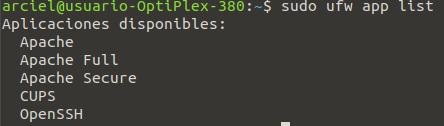 arciel@usuario-OptiPlex-380:~$ sudo ufw app list
Aplicaciones disponibles:
  Apache
  Apache Full
  Apache Secure
  CUPS
  OpenSSH